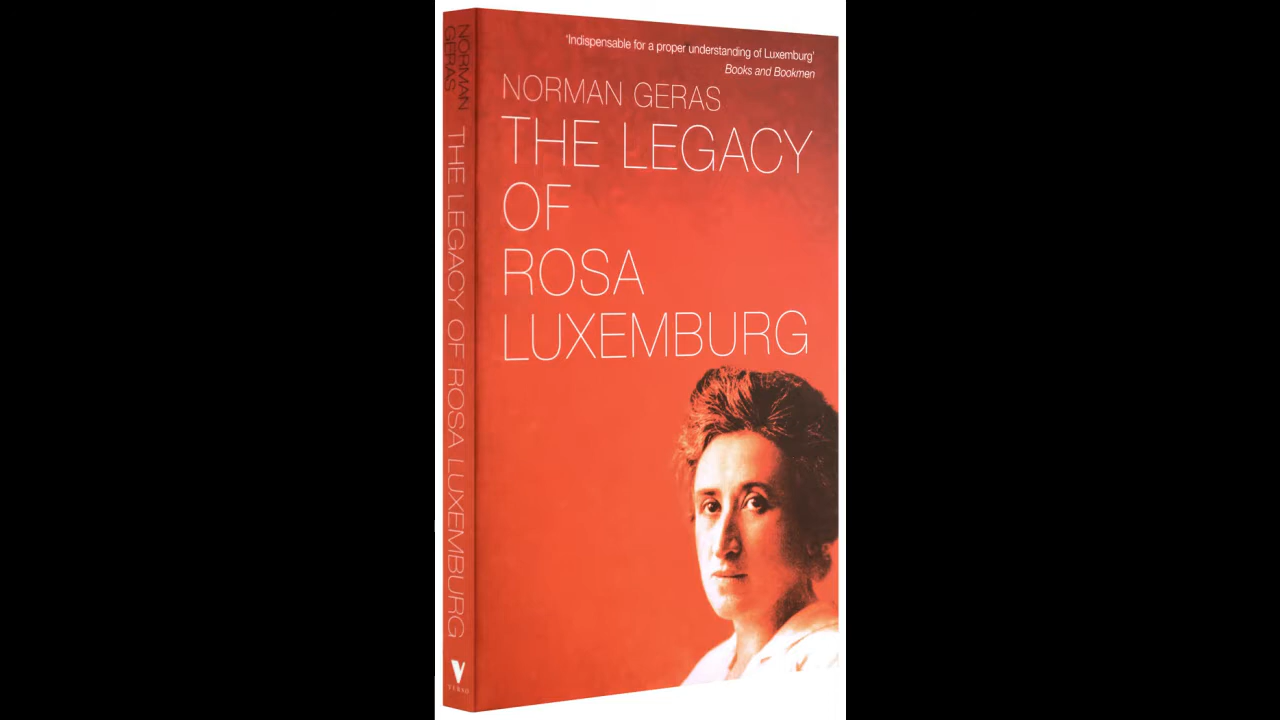 'Indispensable for a proper understanding of Luxemburg'
Books and Bookmen
NORMAN GERAS
THE LEGACY
OF
ROSA
LUXEMBURG
NORMAN
GERAS
THE LEGACY OF ROSA LUXEMBURG
V
VERSO